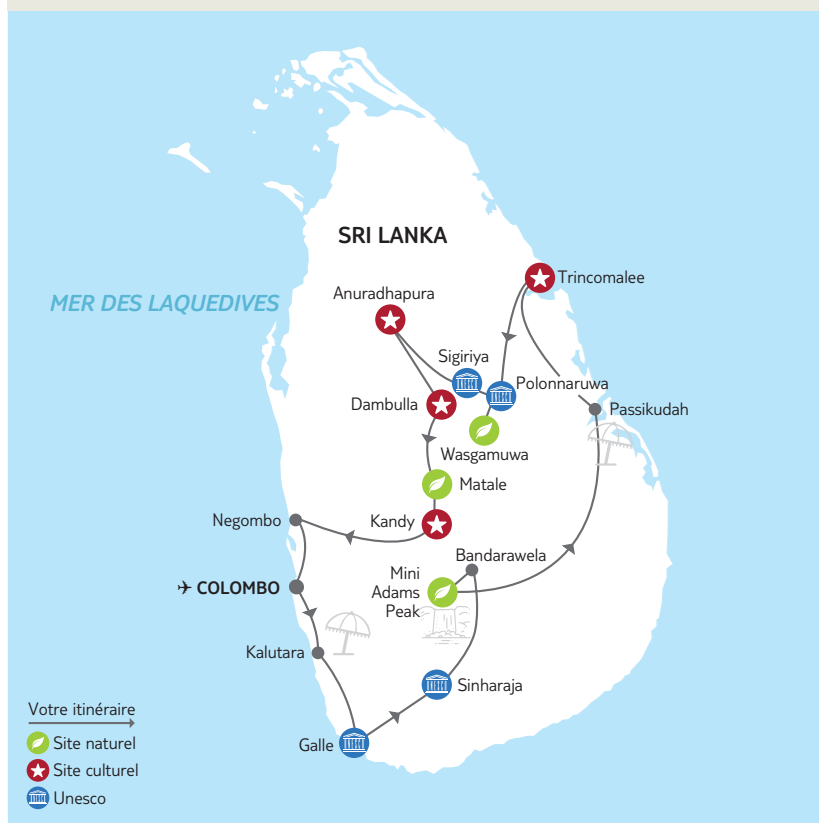 SRI LANKA
MER DES LAQUEDIVES
Trincomalee
Anuradhapura
Sigiriya
Polonnaruwa
Dambulla
Passikudah
Wasgamuwa
Matale
Negombo
Kandy
Bandarawela
Mini
Adams
Peak
COLOMBO
Kalutara
Sinharaja
Galle
Votre itinéraire
Site naturel
Site culturel
Unesco